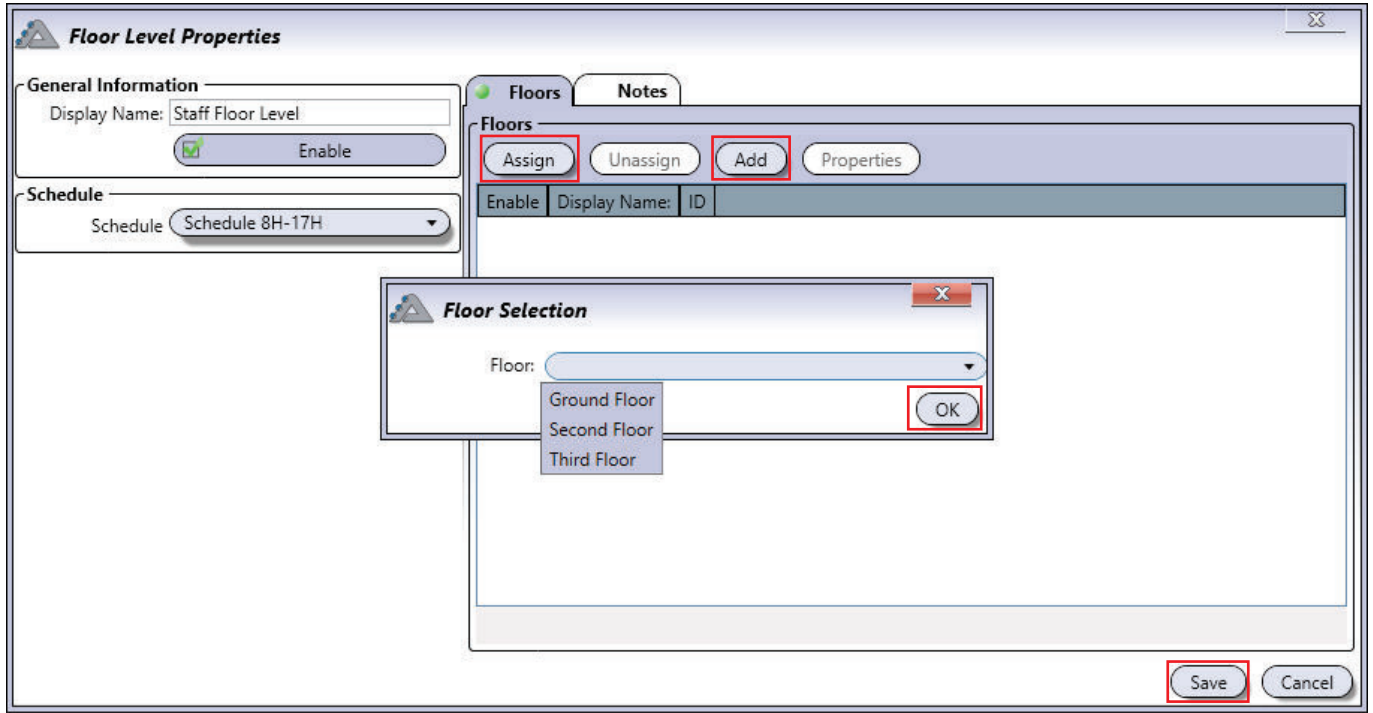 Floor Level Properties
General Information
Display Name: Staff Floor Level
Enable
Schedule
Schedule Schedule 8H-17H
Floors Notes
Floors
Assign Unassign Add Properties
Enable Display Name: ID
Floor Selection
Floor:
Ground Floor
Second Floor
Third Floor
OK
Save Cancel